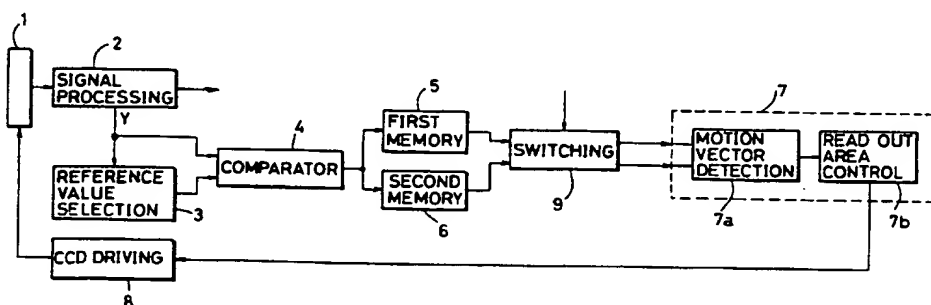 1
2
SIGNAL
PROCESSING
Y
REFERENCE
VALUE
SELECTION
3
4
COMPARATOR
5
FIRST
MEMORY
SECOND
MEMORY
6
SWITCHING
9
7
MOTION
VECTOR
DETECTION
7a
READ OUT
AREA
CONTROL
7b
CCD DRIVING
8